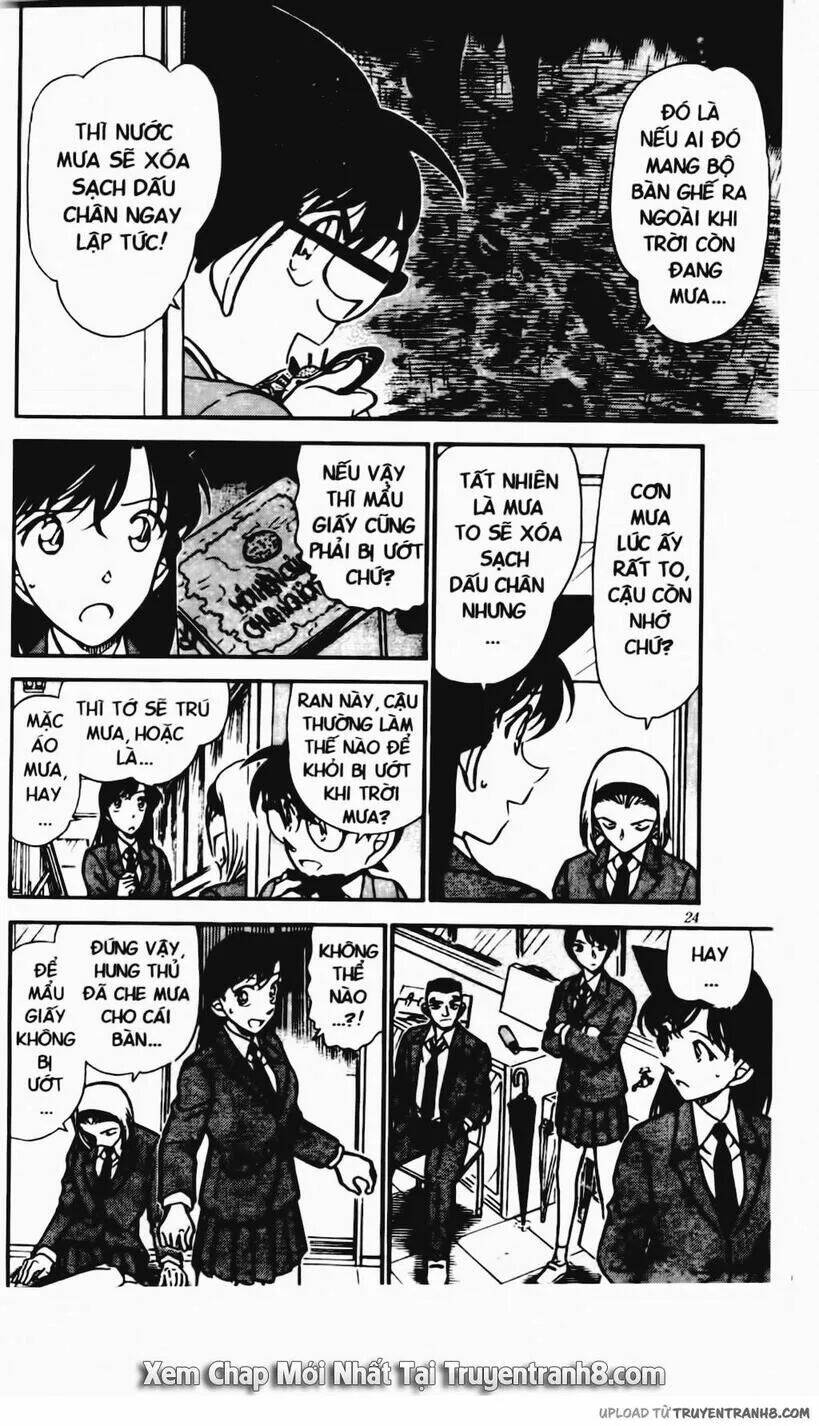 ĐÓ LÀ
NẾU AI ĐÓ
MANG BỘ
BÀN GHẾ RA
NGOÀI KHI
TRỜI CÒN
ĐANG
MƯA...
THÌ NƯỚC
MƯA SẼ XÓA
SẠCH DẤU
CHÂN NGAY
LẬP TỨC!
CƠN
MƯA
LÚC ẤY
RẤT TO,
CẬU CÒN
NHỚ
CHỨ?
TẤT NHIÊN
LÀ MƯA
TO SẼ XÓA
SẠCH
DẤU CHÂN
NHƯNG
...
NẾU VẬY
THÌ MẨU
GIẤY CŨNG
PHẢI BỊ ƯỚT
CHỨ?
RAN NÀY, CẬU
THƯỜNG LÀM
THẾ NÀO ĐỂ
KHỎI BỊ ƯỚT
KHI TRỜI
MƯA?
THÌ TỚ SẼ TRÚ
MƯA, HOẶC
LÀ...
MẶC
ÁO
MƯA,
HAY
...
24
HAY
...
KHÔNG
THỂ
NÀO
...?!
ĐÚNG VẬY,
HUNG THỦ
ĐÃ CHE MƯA
CHO CÁI
BÀN...
ĐỂ
MẨU
GIẤY
KHÔNG
BỊ
ƯỚT
...
Xem Chap Mới Nhất Tại Truyentranh8.com
UPLOAD TỪ TRUYENTRANH8.COM